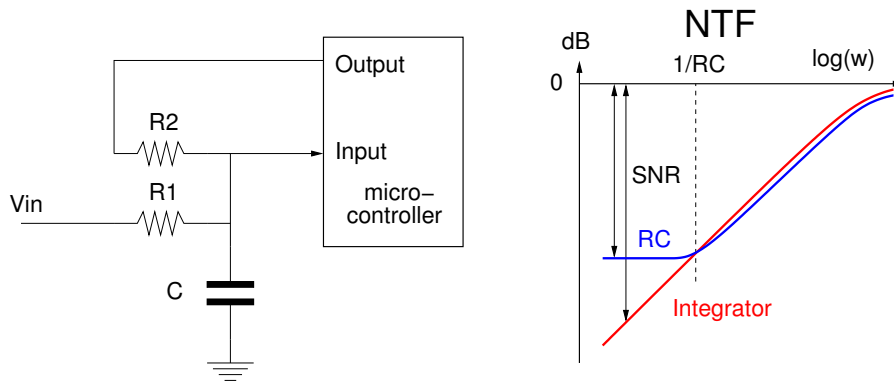 Output
R2
Input
R1
Vin
micro-
controller
C
NTF
dB
1/RC
log(w)
0
SNR
RC
Integrator